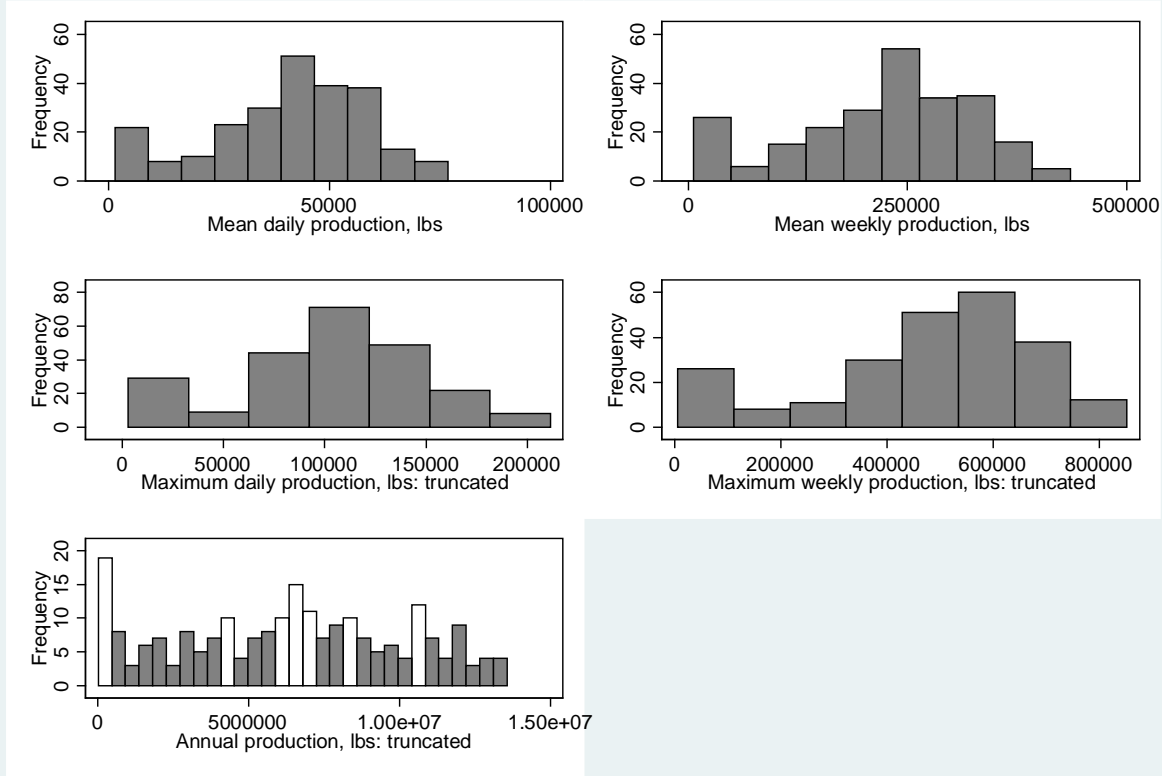 Frequency
0 20 40 60
0 50000 100000
Mean daily production, lbs
Frequency
0 20 40 60
0 250000 500000
Mean weekly production, lbs
Frequency
0 20 40 60 80
0 50000 100000 150000 200000
Maximum daily production, lbs: truncated
Frequency
0 20 40 60
0 200000 400000 600000 800000
Maximum weekly production, lbs: truncated
Frequency
0 5 10 15 20
0 5000000 1.00e+07 1.50e+07
Annual production, lbs: truncated